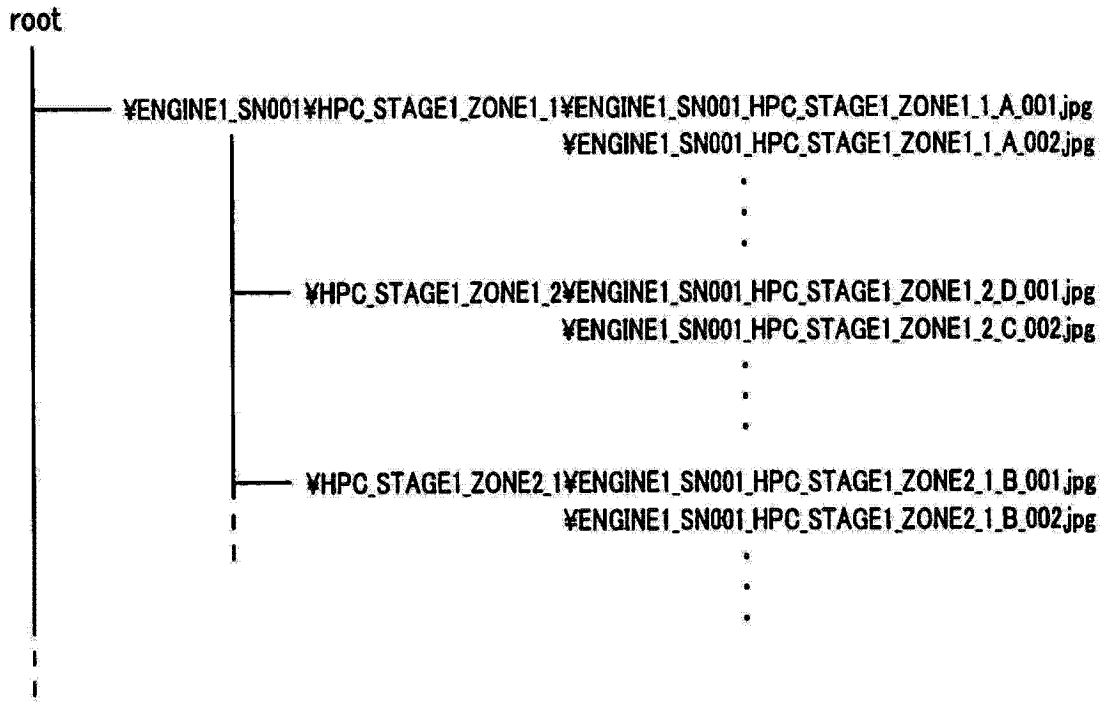 root
¥ENGINE1_SN001¥HPC_STAGE1_ZONE1_1¥ENGINE1_SN001_HPC_STAGE1_ZONE1_1_A_001.jpg
¥ENGINE1_SN001_HPC_STAGE1_ZONE1_1_A_002.jpg
¥HPC_STAGE1_ZONE1_2¥ENGINE1_SN001_HPC_STAGE1_ZONE1_2_D_001.jpg
¥ENGINE1_SN001_HPC_STAGE1_ZONE1_2_C_002.jpg
¥HPC_STAGE1_ZONE2_1¥ENGINE1_SN001_HPC_STAGE1_ZONE2_1_B_001.jpg
¥ENGINE1_SN001_HPC_STAGE1_ZONE2_1_B_002.jpg